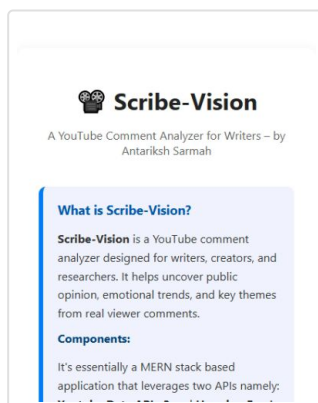 Scribe-Vision
A YouTube Comment Analyzer for Writers – by
Antariksh Sarmah
What is Scribe-Vision?
Scribe-Vision is a YouTube comment
analyzer designed for writers, creators, and
researchers. It helps uncover public
opinion, emotional trends, and key themes
from real viewer comments.
Components:
It's essentially a MERN stack based
application that leverages two APIs namely: